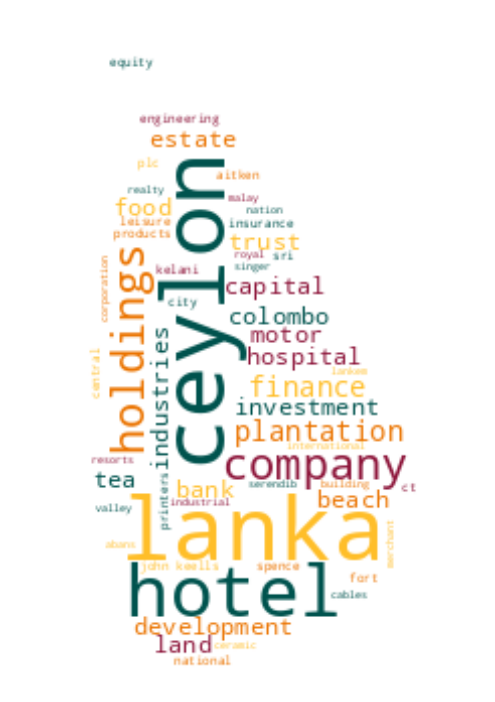 equity
engineering
estate
plc
aitken
realty
malay
food
nation
leisure
insurance
products
trust
royal
sri
kelani
singer
ceylon
holdings
corporation
capital
city
colombo
motor
industries
hospital
central
lankem
finance
investment
plantation
international
resorts
company
tea
bank
serendib
building
ct
printers
industrial
beach
valley
lanka
merchant
abans
john keells
spence
fort
hotel
cables
development
land
ceramic
national